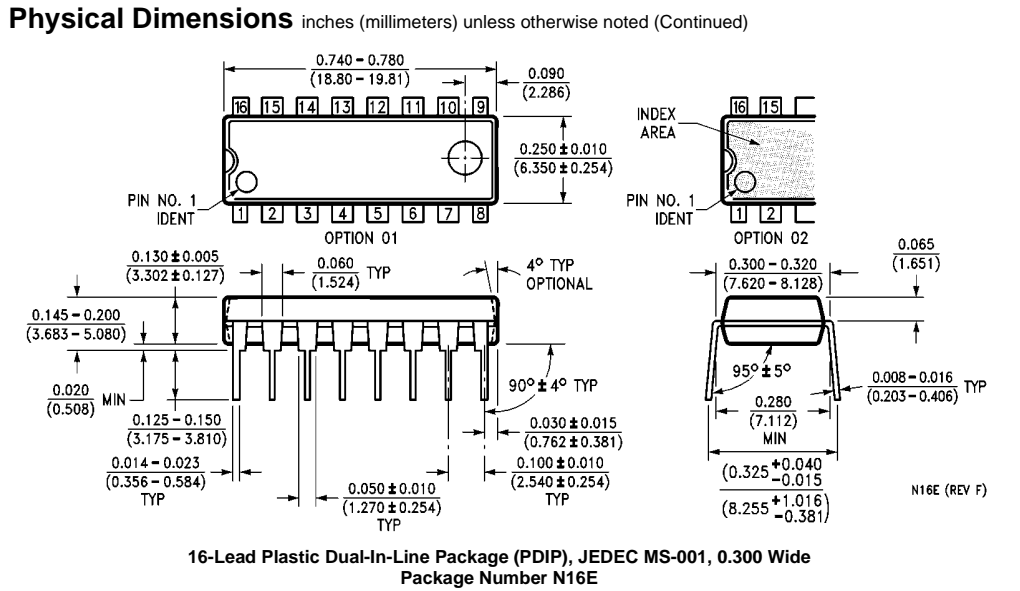 Physical Dimensions inches (millimeters) unless otherwise noted (Continued)
0.740 – 0.780
(18.80 – 19.81)
0.090
(2.286)
16 15 14 13 12 11 10 9
INDEX
AREA
16 15
0.250 ± 0.010
(6.350 ± 0.254)
PIN NO. 1
IDENT
1 2 3 4 5 6 7 8
OPTION 01
PIN NO. 1
IDENT
1 2
OPTION 02
0.065
(1.651)
0.130 ± 0.005
(3.302 ± 0.127)
0.060
(1.524)
TYP
4° TYP
OPTIONAL
0.300 – 0.320
(7.620 – 8.128)
0.145 – 0.200
(3.683 – 5.080)
0.020
(0.508)
MIN
90° ± 4° TYP
95° ± 5°
0.008 – 0.016
(0.203 – 0.406)
TYP
0.125 – 0.150
(3.175 – 3.810)
0.030 ± 0.015
(0.762 ± 0.381)
0.280
(7.112)
MIN
0.014 – 0.023
(0.356 – 0.584)
TYP
0.050 ± 0.010
(1.270 ± 0.254)
TYP
0.100 ± 0.010
(2.540 ± 0.254)
TYP
(0.325 +0.040
−0.015
(8.255 +1.016
−0.381)
N16E (REV F)
16-Lead Plastic Dual-In-Line Package (PDIP), JEDEC MS-001, 0.300 Wide
Package Number N16E